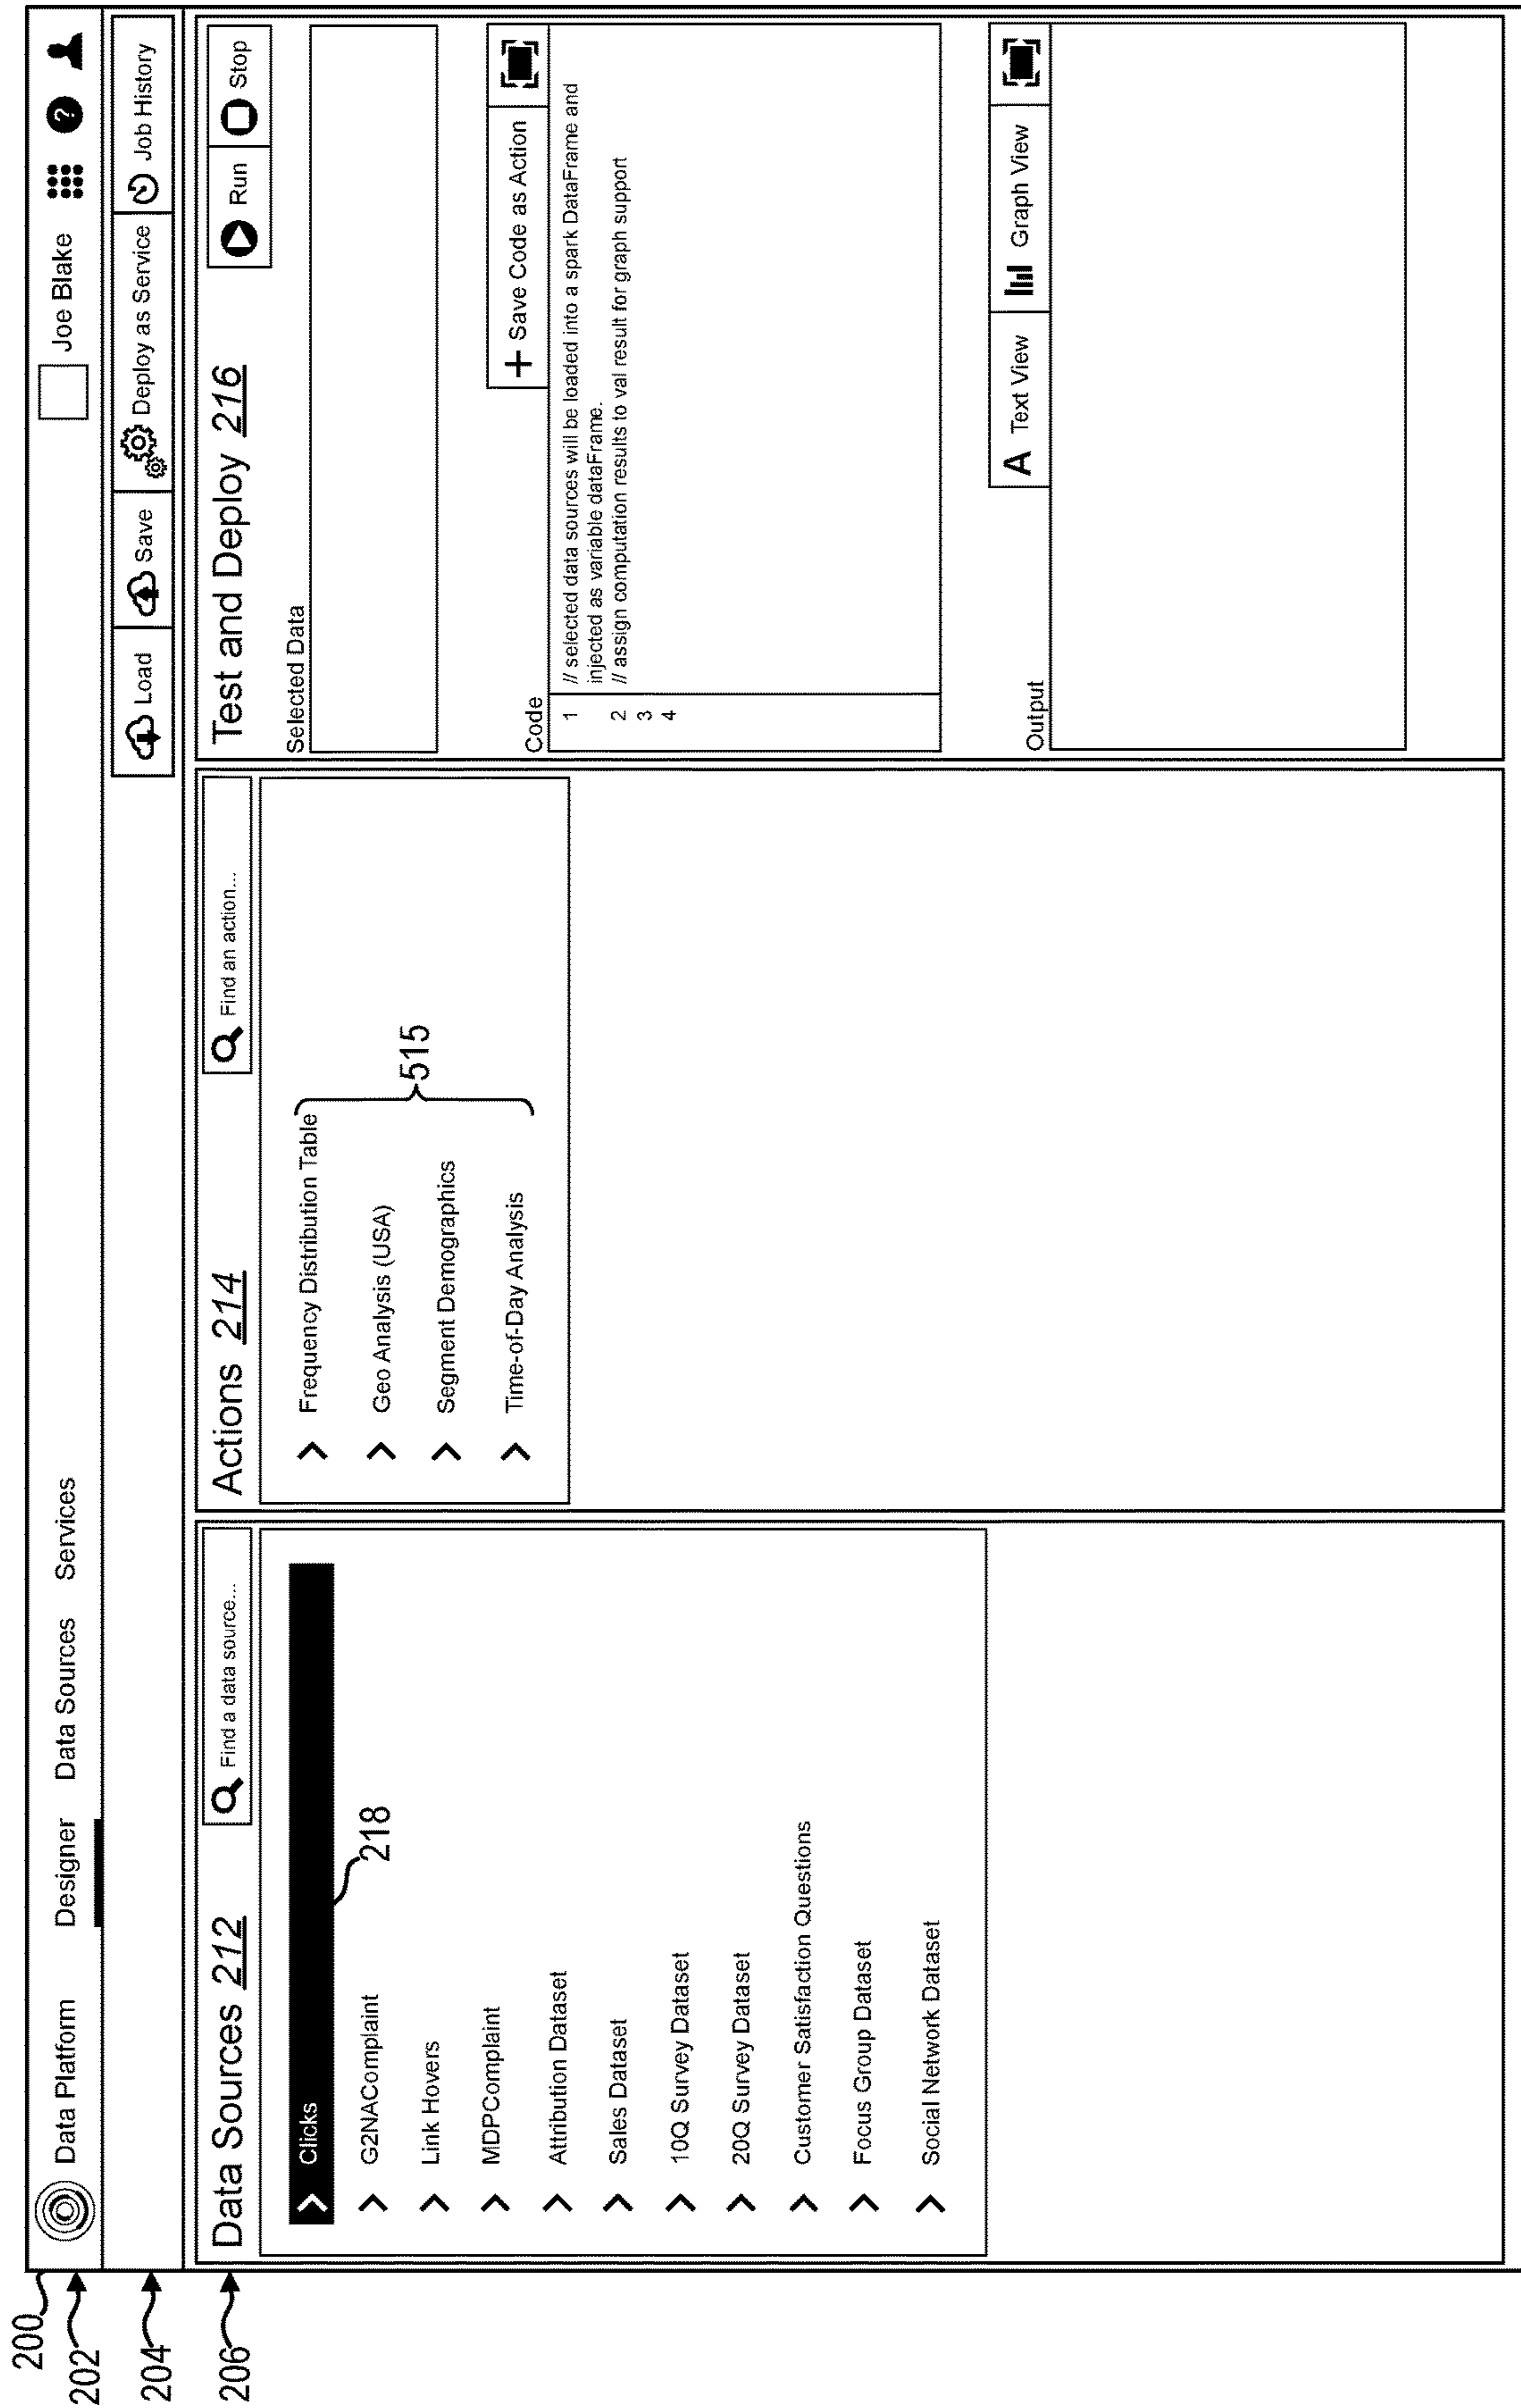 200
202
204
206
Data Platform
Designer
Data Sources
Services
Joe Blake
?
Load
Save
Deploy as Service
Job History
Data Sources 212
Find a data source...
Clicks
218
G2NAComplaint
Link Hovers
MDPComplaint
Attribution Dataset
Sales Dataset
10Q Survey Dataset
20Q Survey Dataset
Customer Satisfaction Questions
Focus Group Dataset
Social Network Dataset
Actions 214
Find an action...
Frequency Distribution Table
Geo Analysis (USA)
Segment Demographics
Time-of-Day Analysis
515
Test and Deploy 216
Run
Stop
Selected Data
Code
+ Save Code as Action
1 // selected data sources will be loaded into a spark DataFrame and
injected as variable dataFrame.
2 // assign computation results to val result for graph support
3
4
Output
A Text View
Graph View